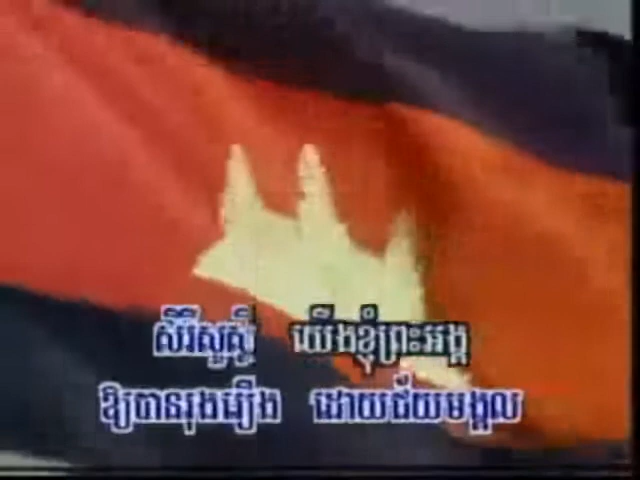 សិរីសួស្តី យើងខ្ញុំព្រះអង្គ
ឱ្យបានរុងរឿង ដោយជ័យមង្គល